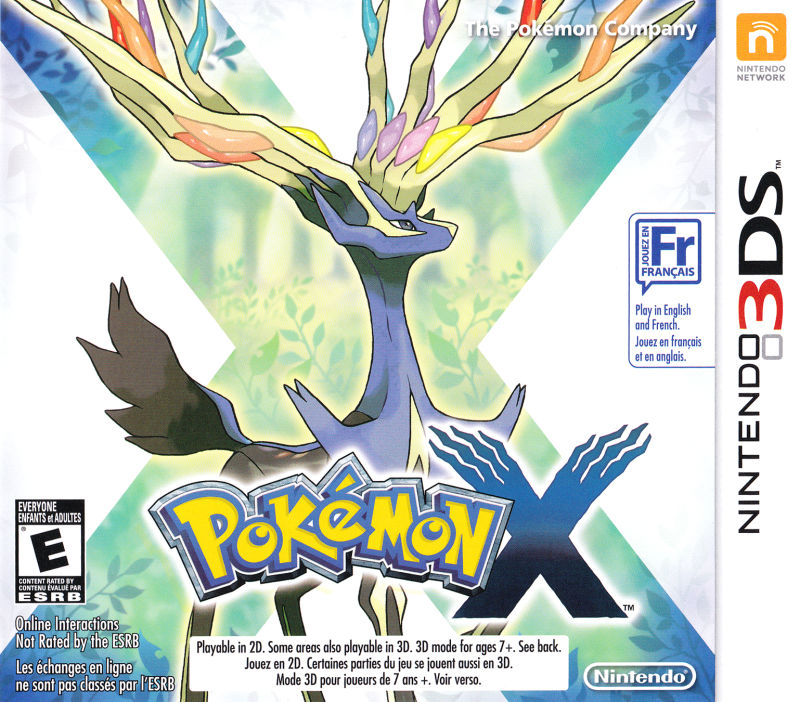 The Pokémon Company
NINTENDO
NETWORK
NINTENDO 3DS™
JOUEZ EN
Fr
FRANÇAIS
Play in English
and French.
Jouez en français
et en anglais.
POKéMON
X™
EVERYONE
ENFANTS et ADULTES
E
®
CONTENT RATED BY
CONTENU ÉVALUÉ PAR
ESRB
Online Interactions
Not Rated by the ESRB
Les échanges en ligne
ne sont pas classés par l'ESRB
Playable in 2D. Some areas also playable in 3D. 3D mode for ages 7+. See back.
Jouez en 2D. Certaines parties du jeu se jouent aussi en 3D.
Mode 3D pour joueurs de 7 ans +. Voir verso.
Nintendo®